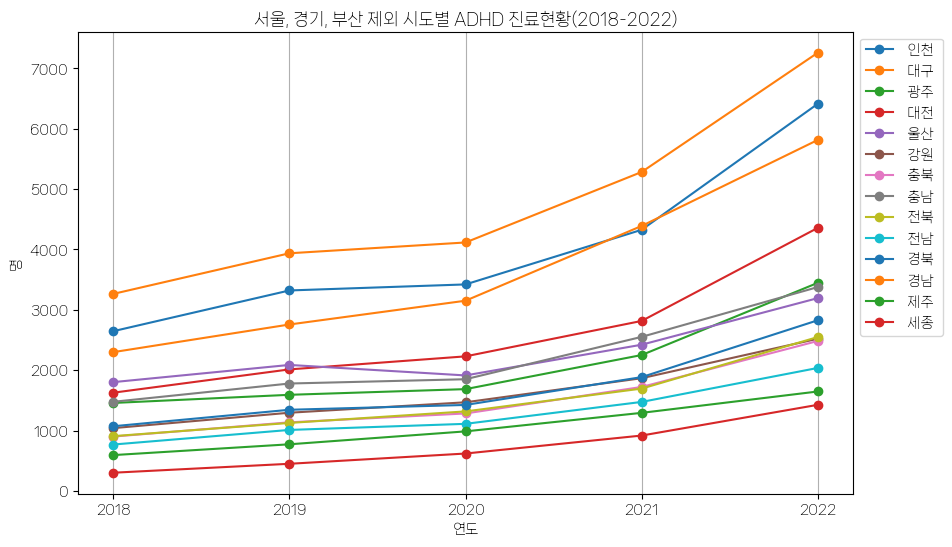 서울, 경기, 부산 제외 시도별 ADHD 진료현황(2018-2022)
7000
6000
5000
4000
3000
2000
1000
0
명
2018 2019 2020 2021 2022
연도
인천
대구
광주
대전
울산
강원
충북
충남
전북
전남
경북
경남
제주
세종